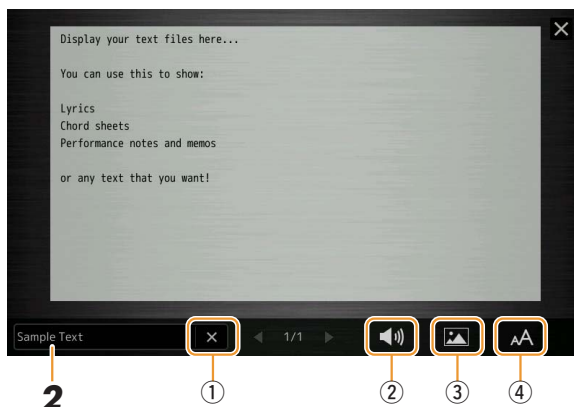 Display your text files here...
You can use this to show:
Lyrics
Chord sheets
Performance notes and memos
or any text that you want!
Sample Text
1/1
AA
2
① ② ③ ④